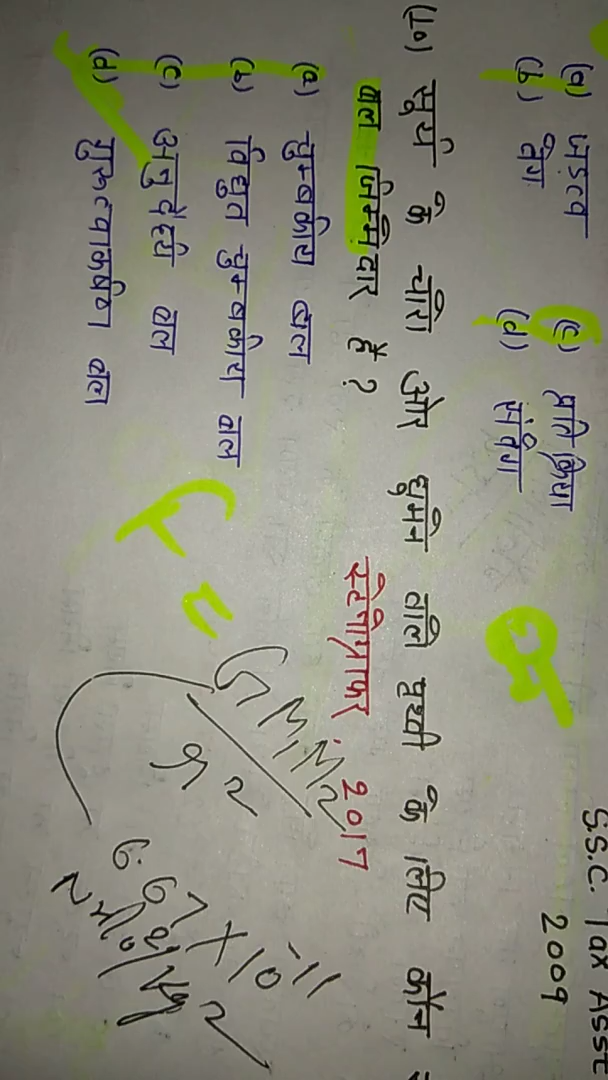 S.S.C. Tax Asst
2009
(a) जड़त्व (c) प्रतिक्रिया
(b) वेग (d) संवेग
(10) सूर्य के चारों ओर घुमने वाले पृथ्वी के लिए कौन
बल जिम्मेवार है?
स्टेनोग्राफर. 2017
(a) चुम्बकीय बल
(b) विधुत चुम्बकीय बल
(c) अनुर्वेर्द्य बल
(d) गुरुत्वाकर्षण बल
F =
G M1M2
r2
6.67 × 10-11